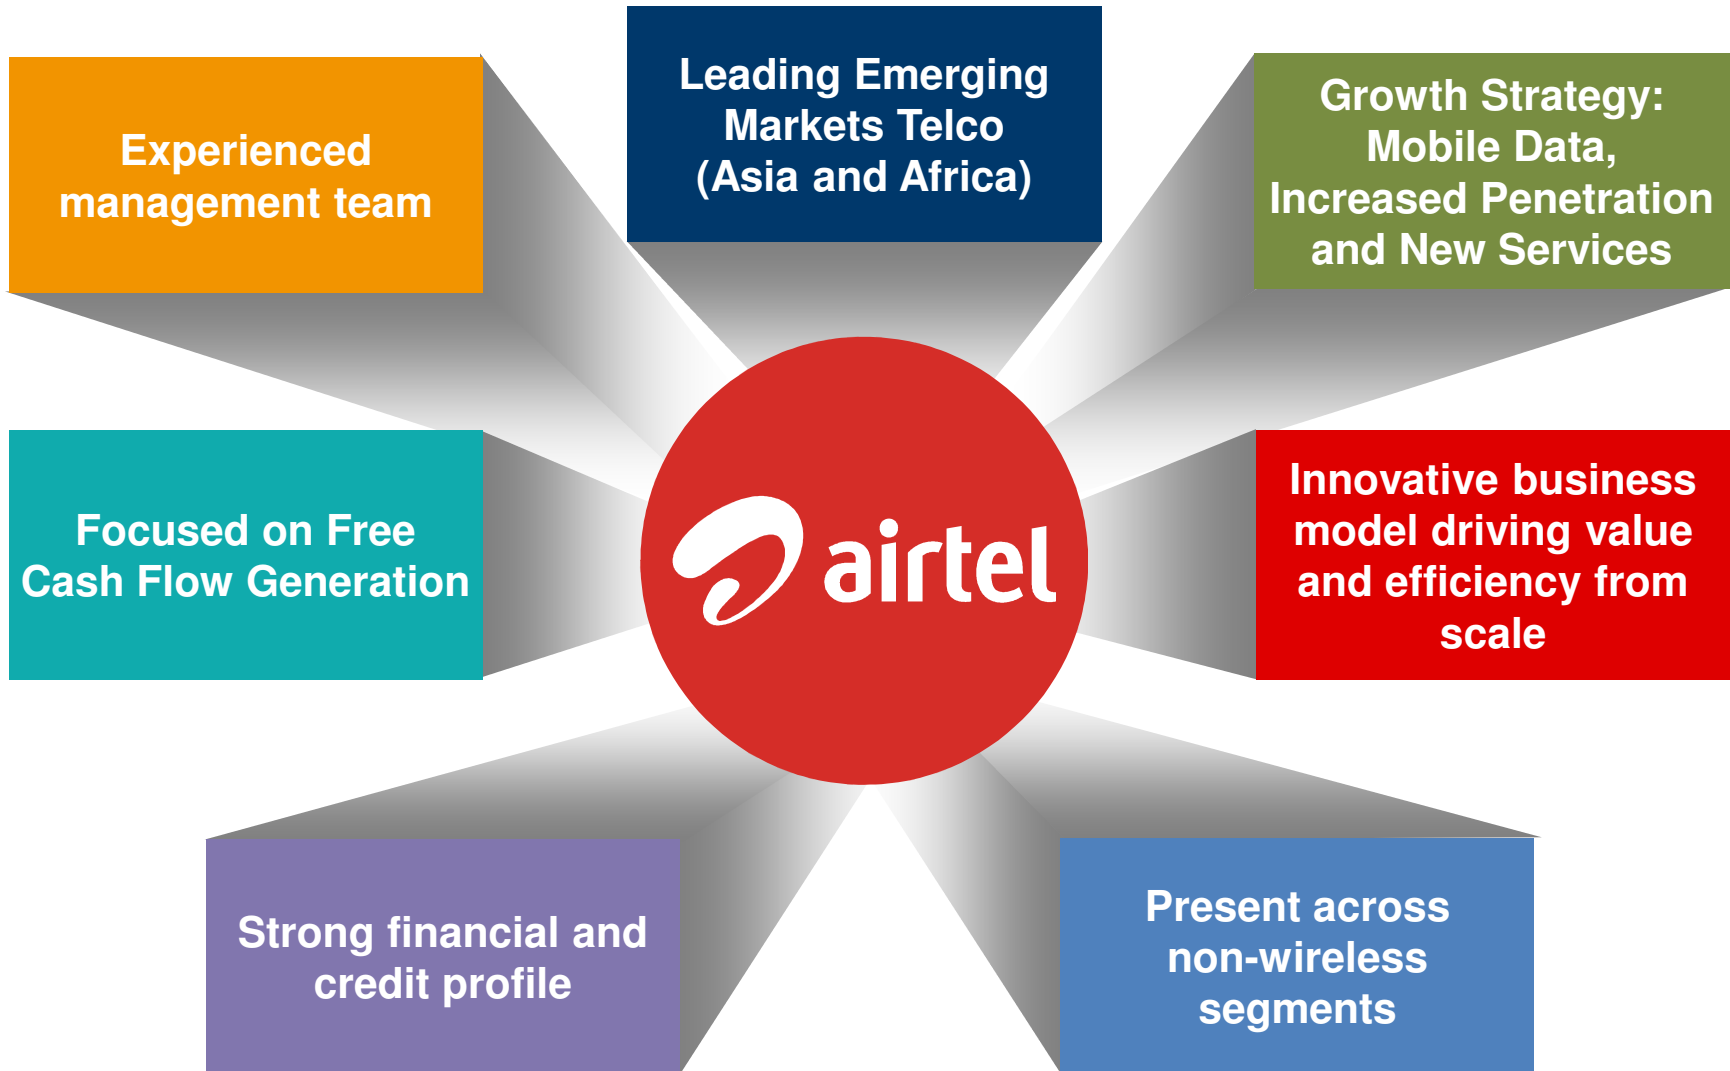 Leading Emerging
Markets Telco
(Asia and Africa)
Experienced
management team
Growth Strategy:
Mobile Data,
Increased Penetration
and New Services
Focused on Free
Cash Flow Generation
airtel
Innovative business
model driving value
and efficiency from
scale
Strong financial and
credit profile
Present across
non-wireless
segments